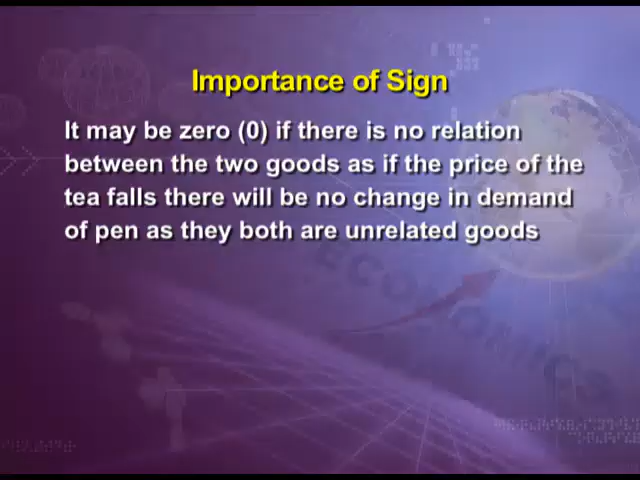 Importance of Sign
It may be zero (0) if there is no relation
between the two goods as if the price of the
tea falls there will be no change in demand
of pen as they both are unrelated goods
ECONOMICS